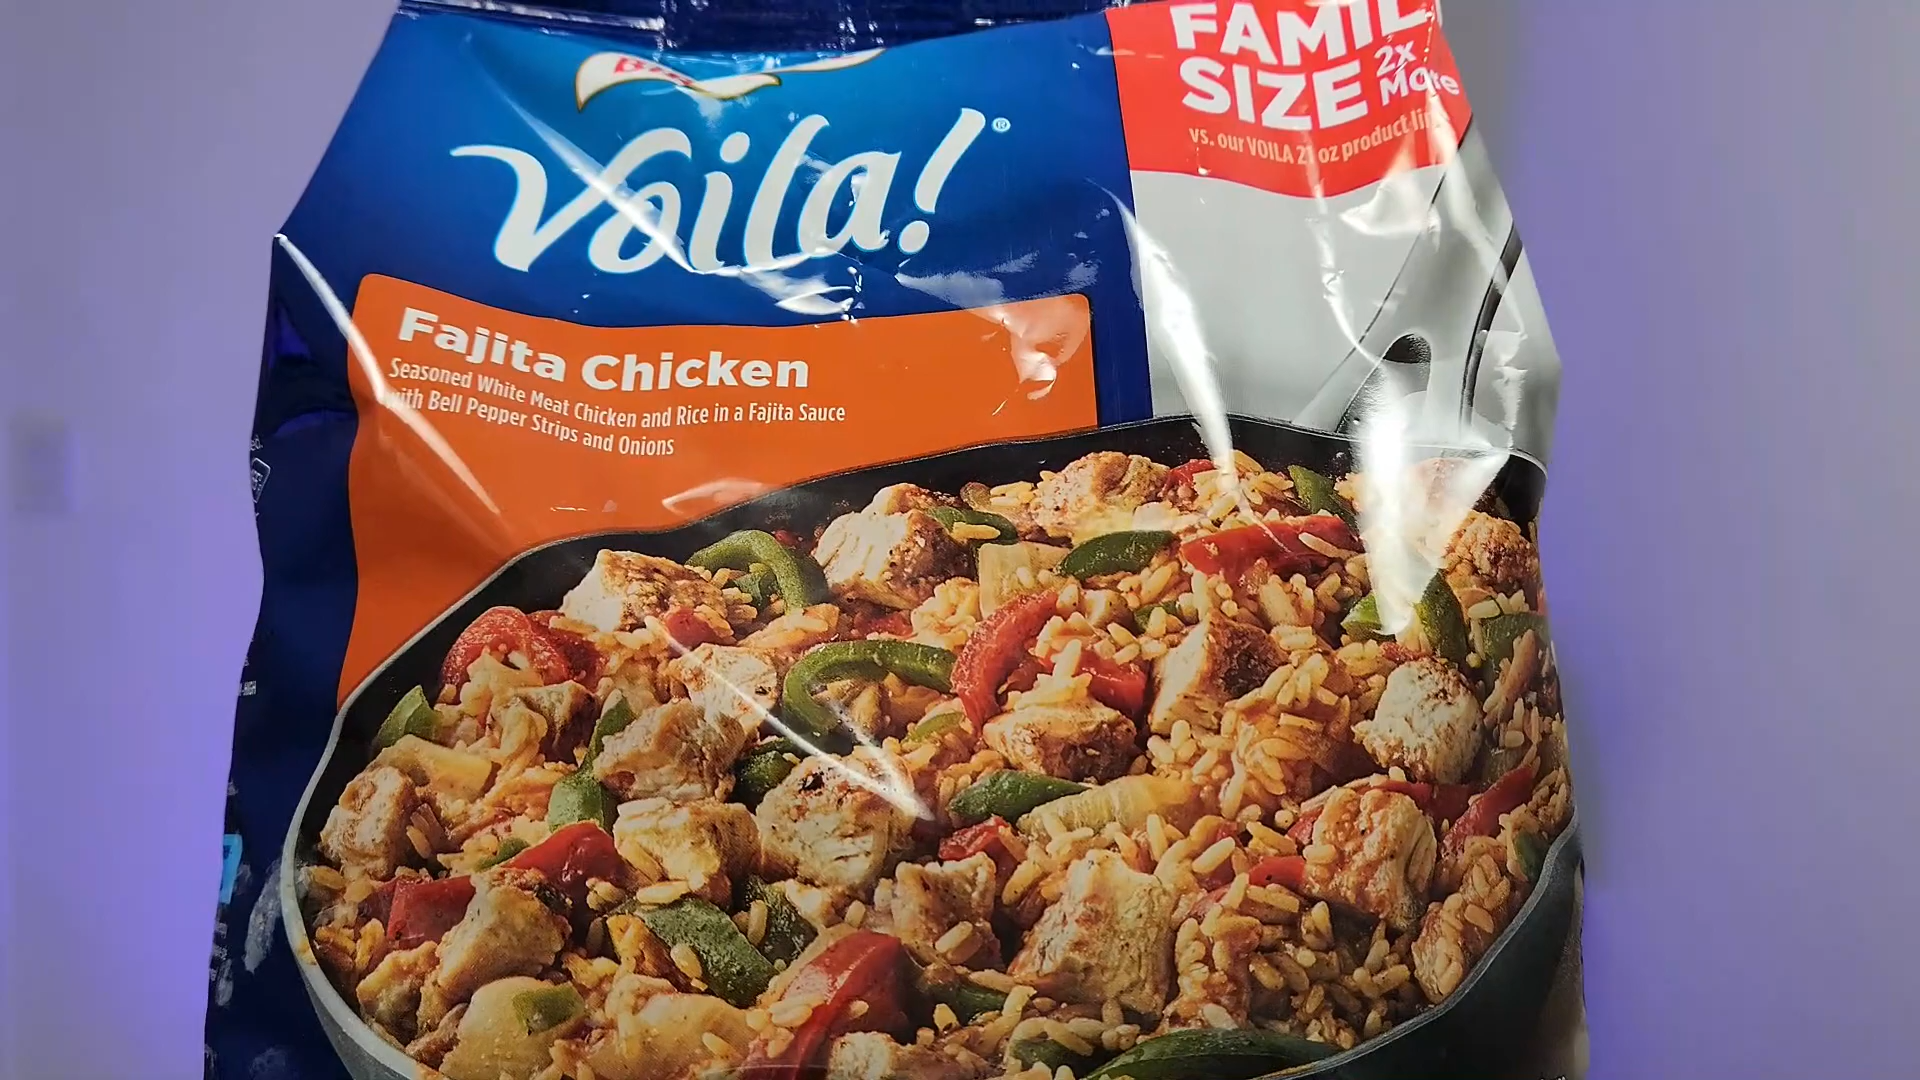 Voila!®
FAMIL
SIZE 2x
More
vs. our VOILA 21 oz product
Fajita Chicken
Seasoned White Meat Chicken and Rice in a Fajita Sauce
with Bell Pepper Strips and Onions